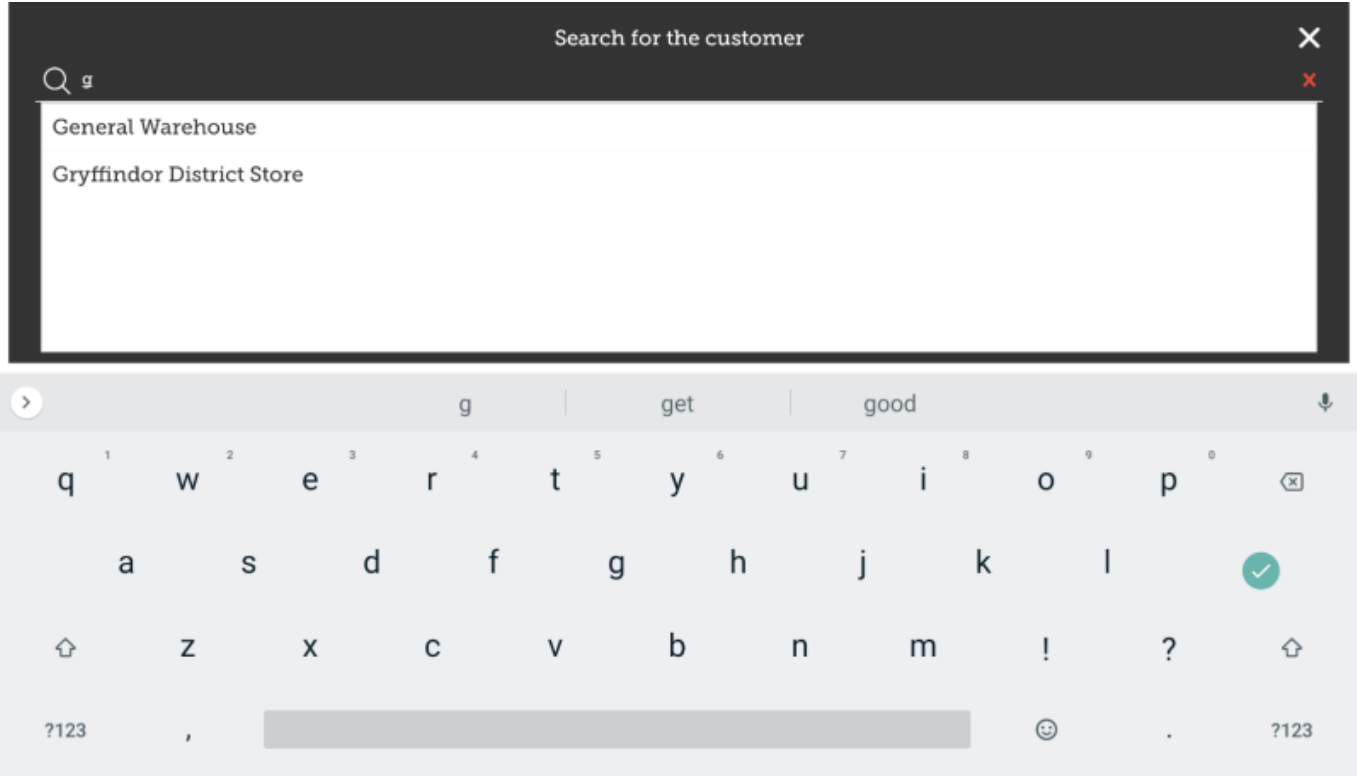 Search for the customer
g
General Warehouse
Gryffindor District Store
g get good
1 2 3 4 5 6 7 8 9 0
q w e r t y u i o p
a s d f g h j k l
z x c v b n m ! ?
?123 , . ?123